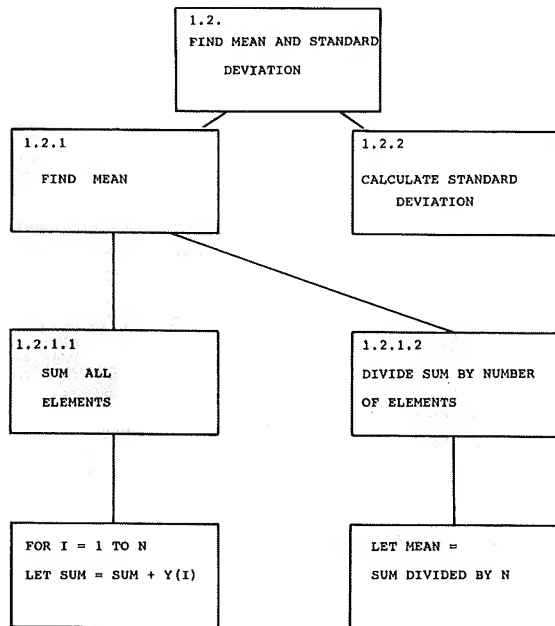 1.2.
FIND MEAN AND STANDARD
DEVIATION
1.2.1
FIND MEAN
1.2.2
CALCULATE STANDARD
DEVIATION
1.2.1.1
SUM ALL
ELEMENTS
1.2.1.2
DIVIDE SUM BY NUMBER
OF ELEMENTS
FOR I = 1 TO N
LET SUM = SUM + Y(I)
LET MEAN =
SUM DIVIDED BY N